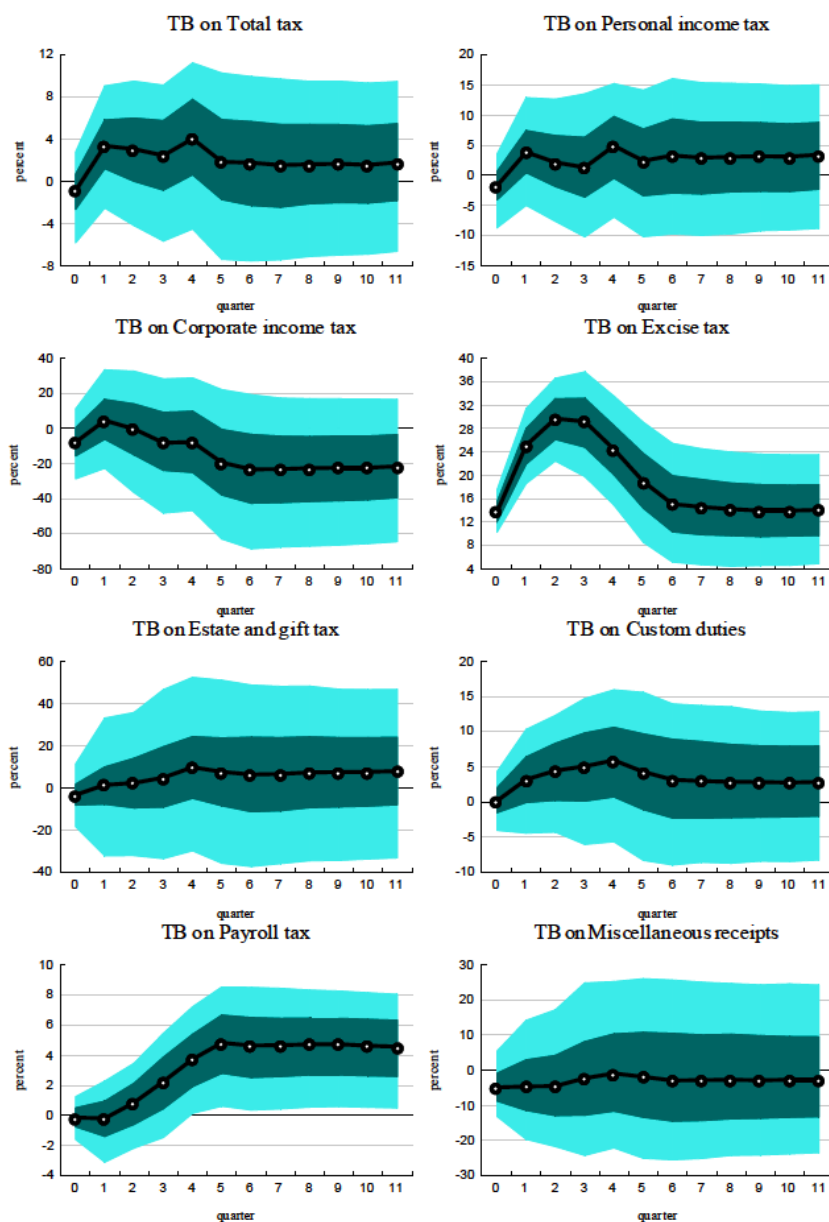 TB on Total tax
percent
12
8
4
0
-4
-8
0 1 2 3 4 5 6 7 8 9 10 11
quarter
TB on Personal income tax
percent
20
15
10
5
0
-5
-10
-15
0 1 2 3 4 5 6 7 8 9 10 11
quarter
TB on Corporate income tax
percent
40
20
0
-20
-40
-60
-80
0 1 2 3 4 5 6 7 8 9 10 11
quarter
TB on Excise tax
percent
40
36
32
28
24
20
16
12
8
4
0 1 2 3 4 5 6 7 8 9 10 11
quarter
TB on Estate and gift tax
percent
60
40
20
0
-20
-40
0 1 2 3 4 5 6 7 8 9 10 11
quarter
TB on Custom duties
percent
20
15
10
5
0
-5
-10
0 1 2 3 4 5 6 7 8 9 10 11
quarter
TB on Payroll tax
percent
10
8
6
4
2
0
-2
-4
0 1 2 3 4 5 6 7 8 9 10 11
quarter
TB on Miscellaneous receipts
percent
30
20
10
0
-10
-20
-30
0 1 2 3 4 5 6 7 8 9 10 11
quarter